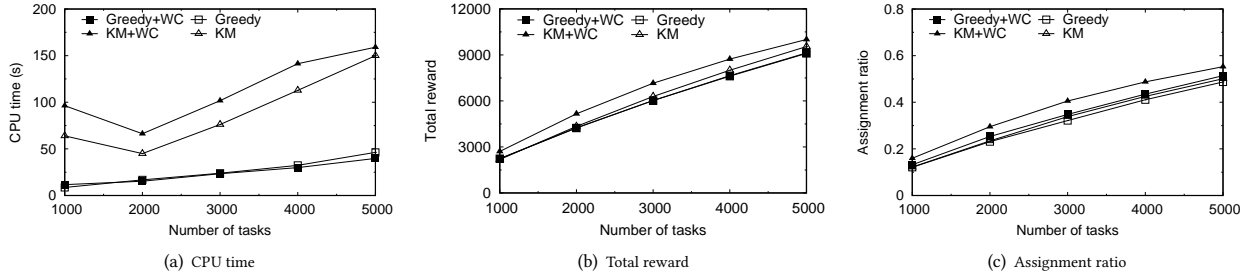 Greedy+WC Greedy
KM+WC KM
200
150
100
50
0
CPU time (s)
1000 2000 3000 4000 5000
Number of tasks
(a) CPU time
Greedy+WC Greedy
KM+WC KM
12000
9000
6000
3000
0
Total reward
1000 2000 3000 4000 5000
Number of tasks
(b) Total reward
Greedy+WC Greedy
KM+WC KM
0.8
0.6
0.4
0.2
0
Assignment ratio
1000 2000 3000 4000 5000
Number of tasks
(c) Assignment ratio